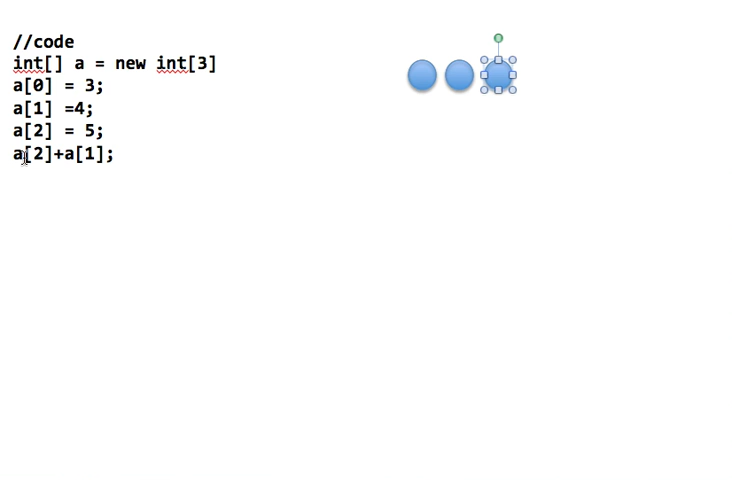 //code
int[] a = new int[3]
a[0] = 3;
a[1] =4;
a[2] = 5;
a[2]+a[1];